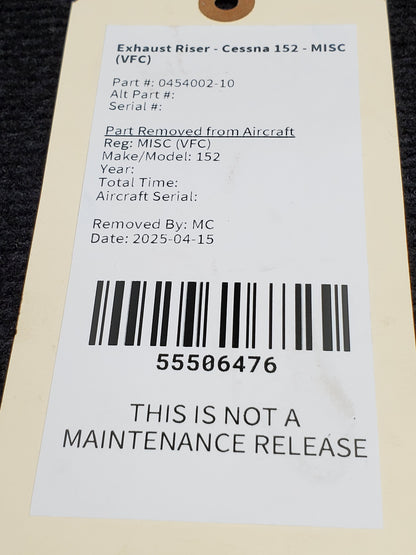 Exhaust Riser - Cessna 152 - MISC
(VFC)
Part #: 0454002-10
Alt Part #:
Serial #:
Part Removed from Aircraft
Reg: MISC (VFC)
Make/Model: 152
Year:
Total Time:
Aircraft Serial:
Removed By: MC
Date: 2025-04-15
55506476
THIS IS NOT A
MAINTENANCE RELEASE